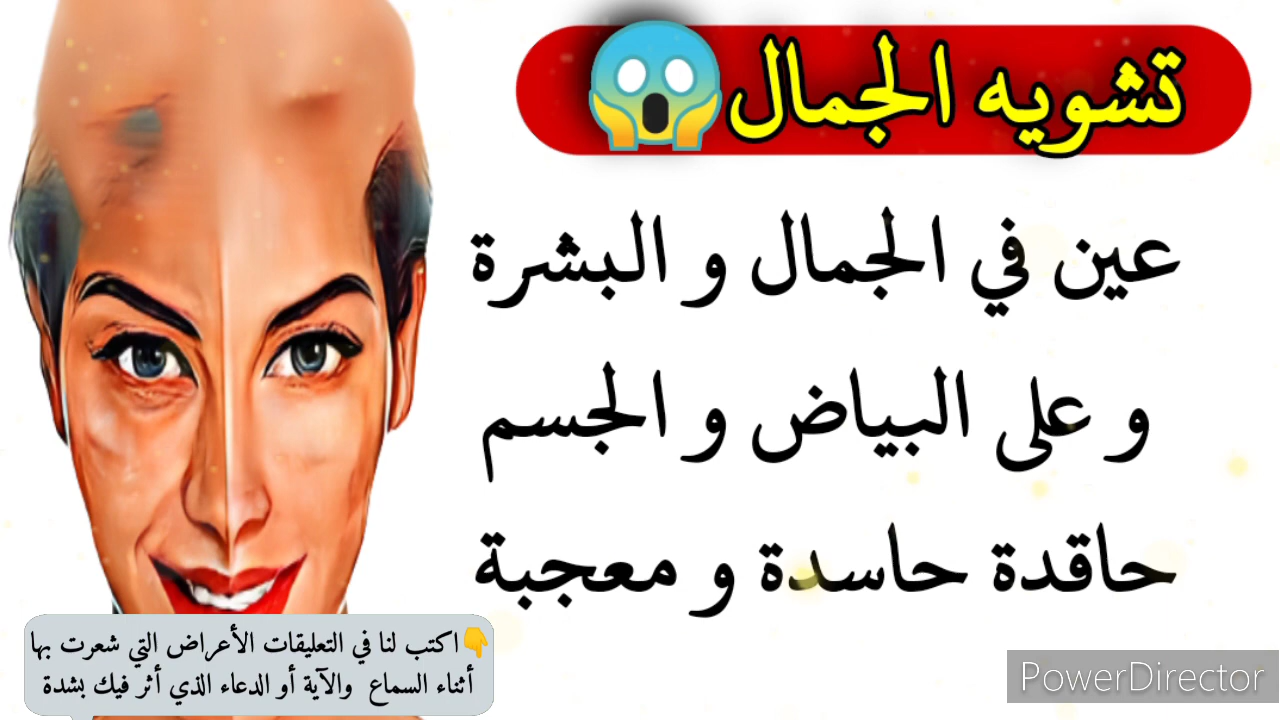 تشويه الجمال😱
عين في الجمال و البشرة
و على البياض و الجسم
حاقدة حاسدة و معجبة
👇اكتب لنا في التعليقات الأعراض التي شعرت بها
أثناء السماع والآية أو الدعاء الذي أثر فيك بشدة
PowerDirector